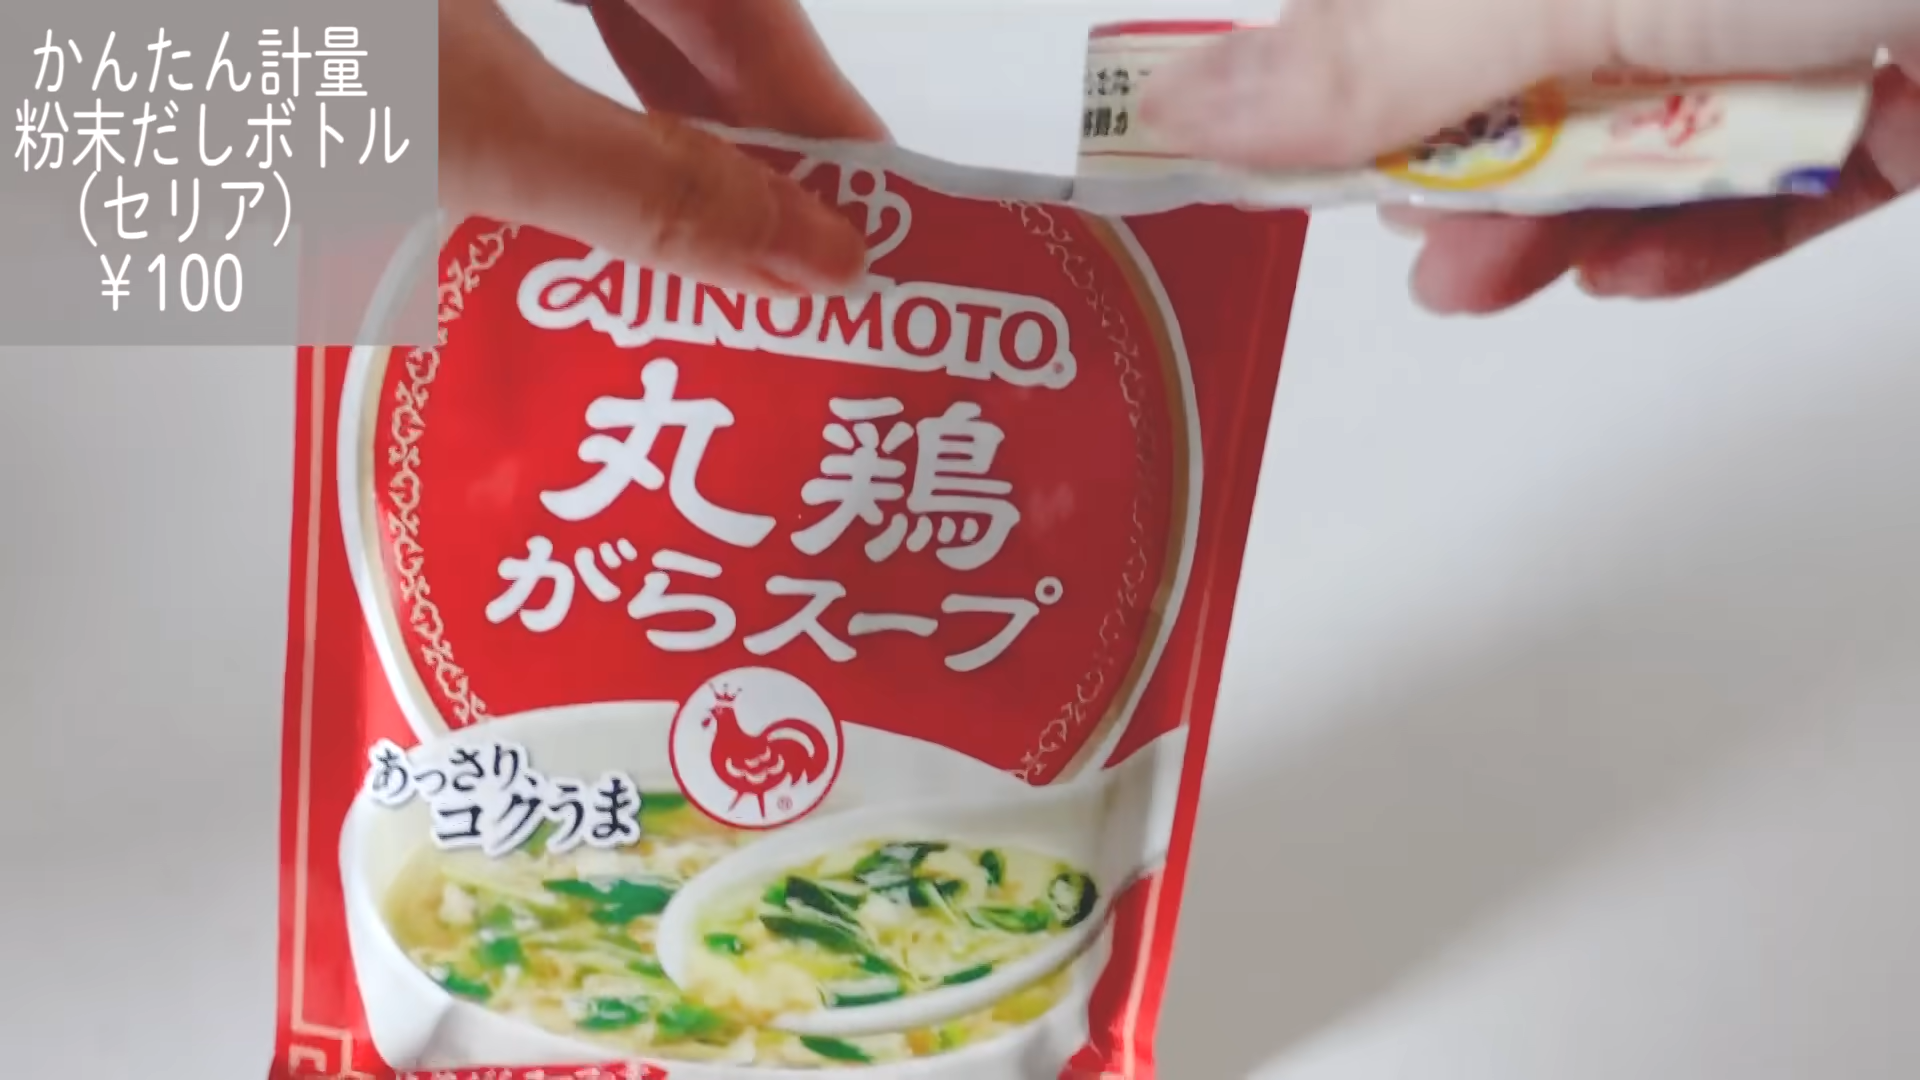 かんたん計量
粉末だしボトル
（セリア）
￥100
AJINOMOTO
丸鶏
がらスープ
あっさり、
コクうま